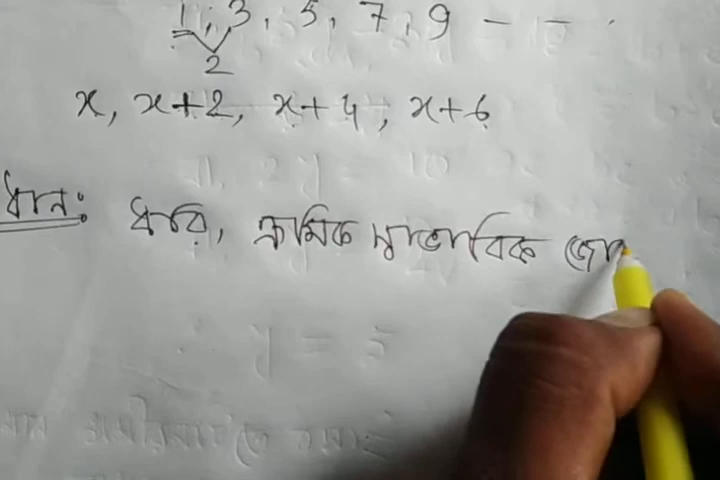 1, 3, 5, 7, 9 - -
2
x, x+2, x+4, x+6
ধান: ধরি, ক্রমিক স্বাভাবিক জো